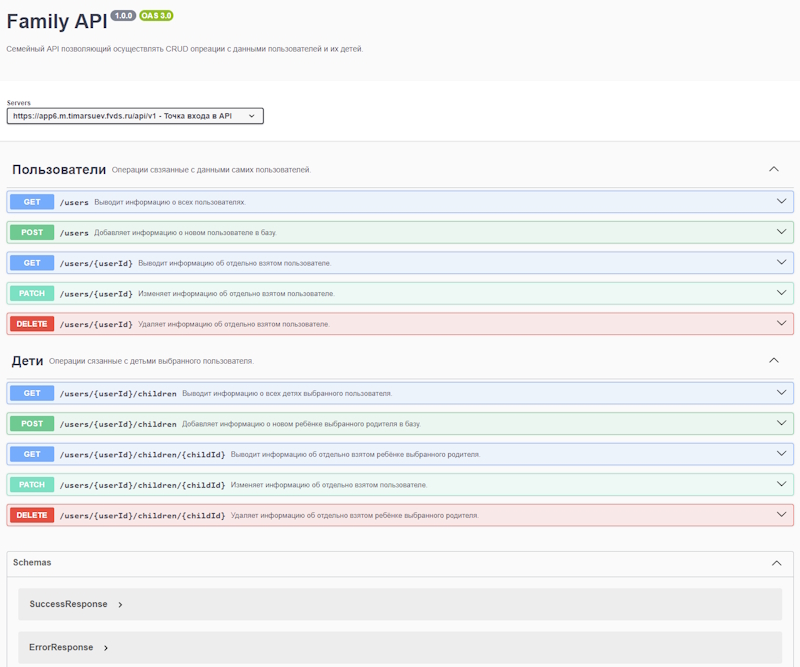 Family API 1.0.0 OAS 3.0
Семейный API позволяющий осуществлять CRUD опреации с данными пользователей и их детей.
Servers
https://app6.m.timarsuev.fvds.ru/api/v1 - Точка входа в API
Пользователи Операции свзяанные с данными самих пользователей.
GET /users Выводит информацию о всех пользователях.
POST /users Добавляет информацию о новом пользователе в базу.
GET /users/{userId} Выводит информацию об отдельно взятом пользователе.
PATCH /users/{userId} Изменяет информацию об отдельно взятом пользователе.
DELETE /users/{userId} Удаляет информацию об отдельно взятом пользователе.
Дети Операции сязанные с детьми выбранного пользователя.
GET /users/{userId}/children Выводит информацию о всех детях выбранного пользователя.
POST /users/{userId}/children Добавляет информацию о новом ребёнке выбранного родителя в базу.
GET /users/{userId}/children/{childId} Выводит информацию об отдельно взятом ребёнке выбранного родителя.
PATCH /users/{userId}/children/{childId} Изменяет информацию об отдельно взятом пользователе.
DELETE /users/{userId}/children/{childId} Удаляет информацию об отдельно взятом ребёнке выбранного родителя.
Schemas
SuccessResponse
ErrorResponse